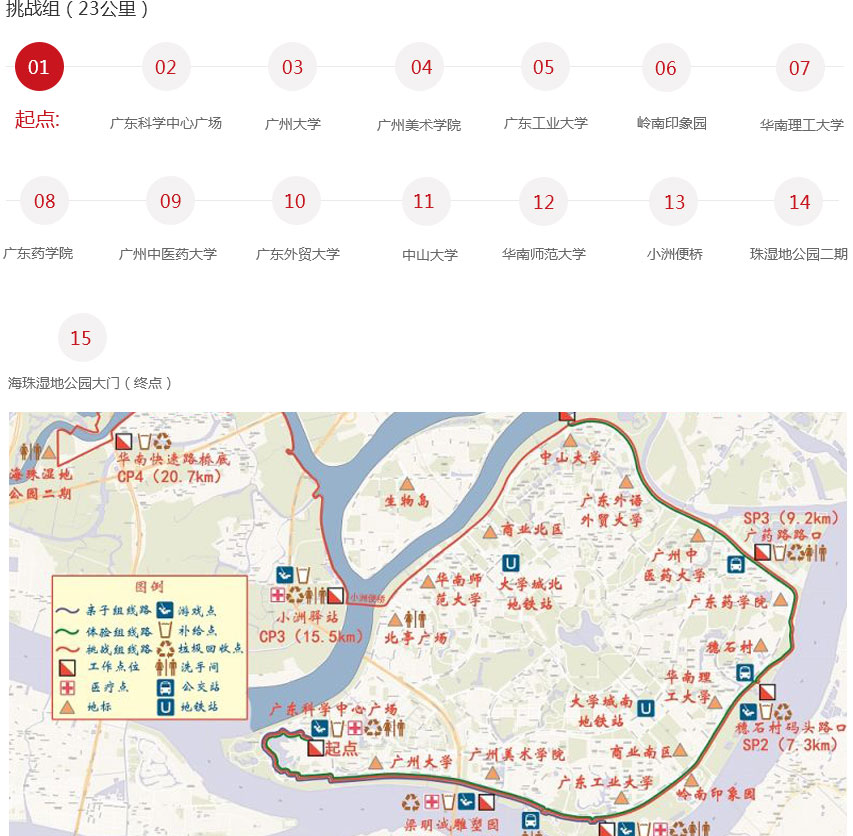 挑战组（23公里）
01 02 03 04 05 06 07
起点: 广东科学中心广场 广州大学 广州美术学院 广东工业大学 岭南印象园 华南理工大学
08 09 10 11 12 13 14
广东药学院 广州中医药大学 广东外贸大学 中山大学 华南师范大学 小洲便桥 珠湿地公园二期
15
海珠湿地公园大门（终点）
海珠湿地
公园二期
华南快速路桥底
CP4（20.7km）
中山大学
生物岛
广东外语
外贸大学
商业北区
SP3（9.2km）
广药路路口
广州中
医药大学
大学城北
地铁站
华南师
范大学
小洲便桥
小洲驿站
CP3（15.5km）
北亭广场
广东药学院
穗石村
华南理
工大学
大学城南
地铁站
穗石村码头路口
SP2（7.3km）
图例
亲子组线路 游戏点
体验组线路 补给点
挑战组线路 垃圾回收点
工作点位 洗手间
医疗点 公交站
地标 U 地铁站
广东科学中心广场
起点
广州大学
广州美术学院
商业南区
广东工业大学
岭南印象园
梁明诚雕塑园